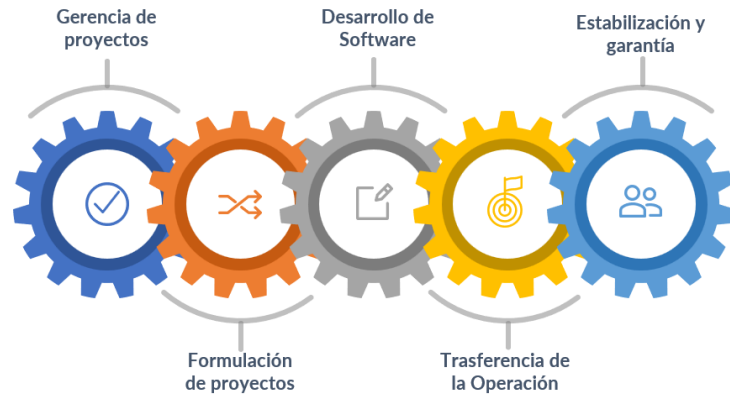 Gerencia de
proyectos
Desarrollo de
Software
Estabilización y
garantía
Formulación
de proyectos
Trasferencia de
la Operación